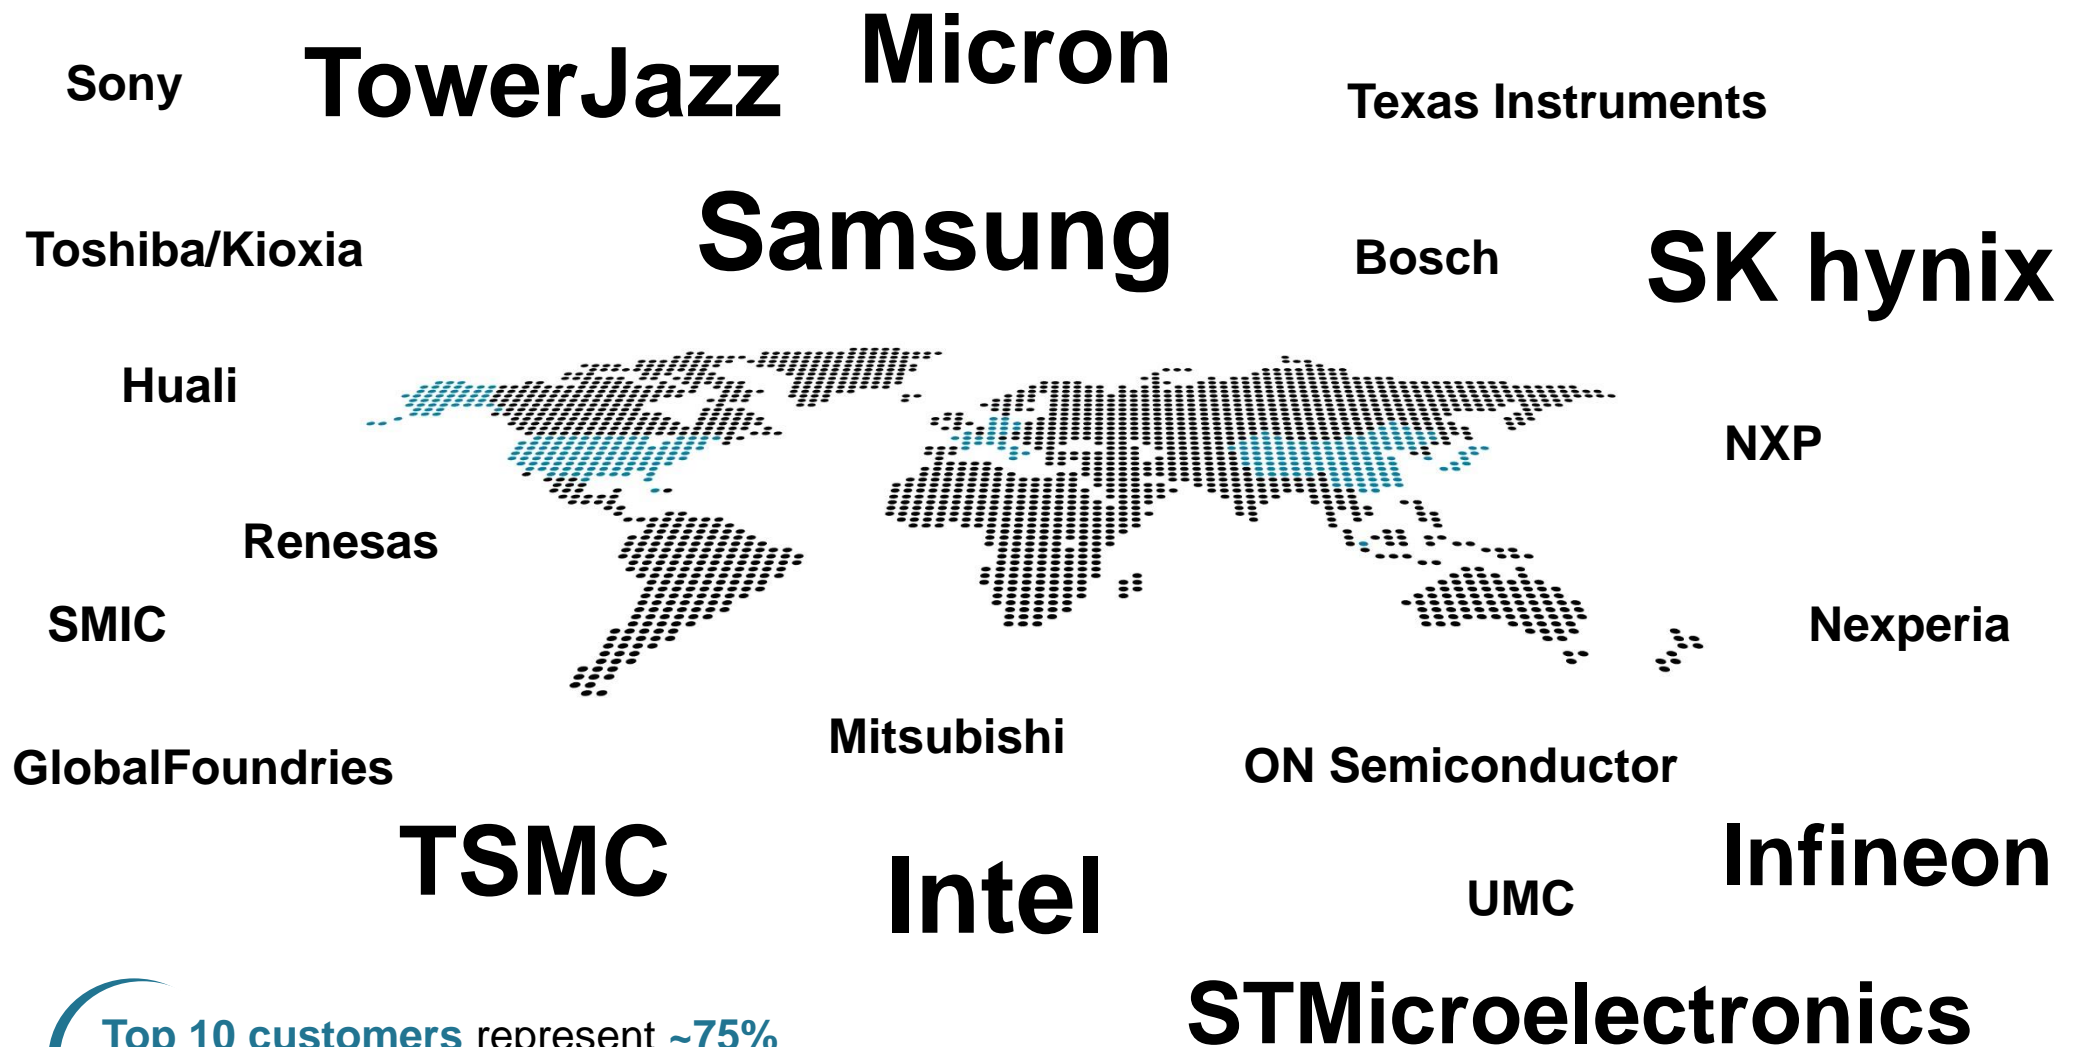 Micron
Sony
TowerJazz
Texas Instruments
Samsung
Toshiba/Kioxia
Bosch
SK hynix
Huali
NXP
Renesas
SMIC
Nexperia
Mitsubishi
GlobalFoundries
ON Semiconductor
TSMC
Infineon
Intel
UMC
STMicroelectronics
Top 10 customers represent ~75%